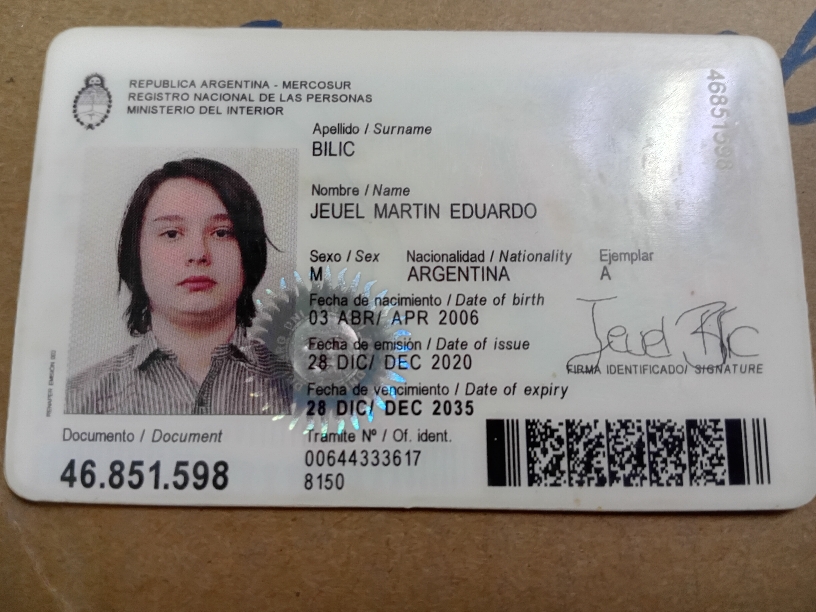 REPUBLICA ARGENTINA - MERCOSUR
REGISTRO NACIONAL DE LAS PERSONAS
MINISTERIO DEL INTERIOR
Apellido / Surname
BILIC
Nombre / Name
JEUEL MARTIN EDUARDO
Sexo / Sex Nacionalidad / Nationality Ejemplar
M ARGENTINA A
Fecha de nacimiento / Date of birth
03 ABR/ APR 2006
Fecha de emisión / Date of issue
28 DIC/ DEC 2020
Fecha de vencimiento / Date of expiry
28 DIC/ DEC 2035
Jeuel Bilic
FIRMA IDENTIFICADO/ SIGNATURE
Documento / Document
46.851.598
Trámite Nº / Of. ident.
00644333617
8150
46851598